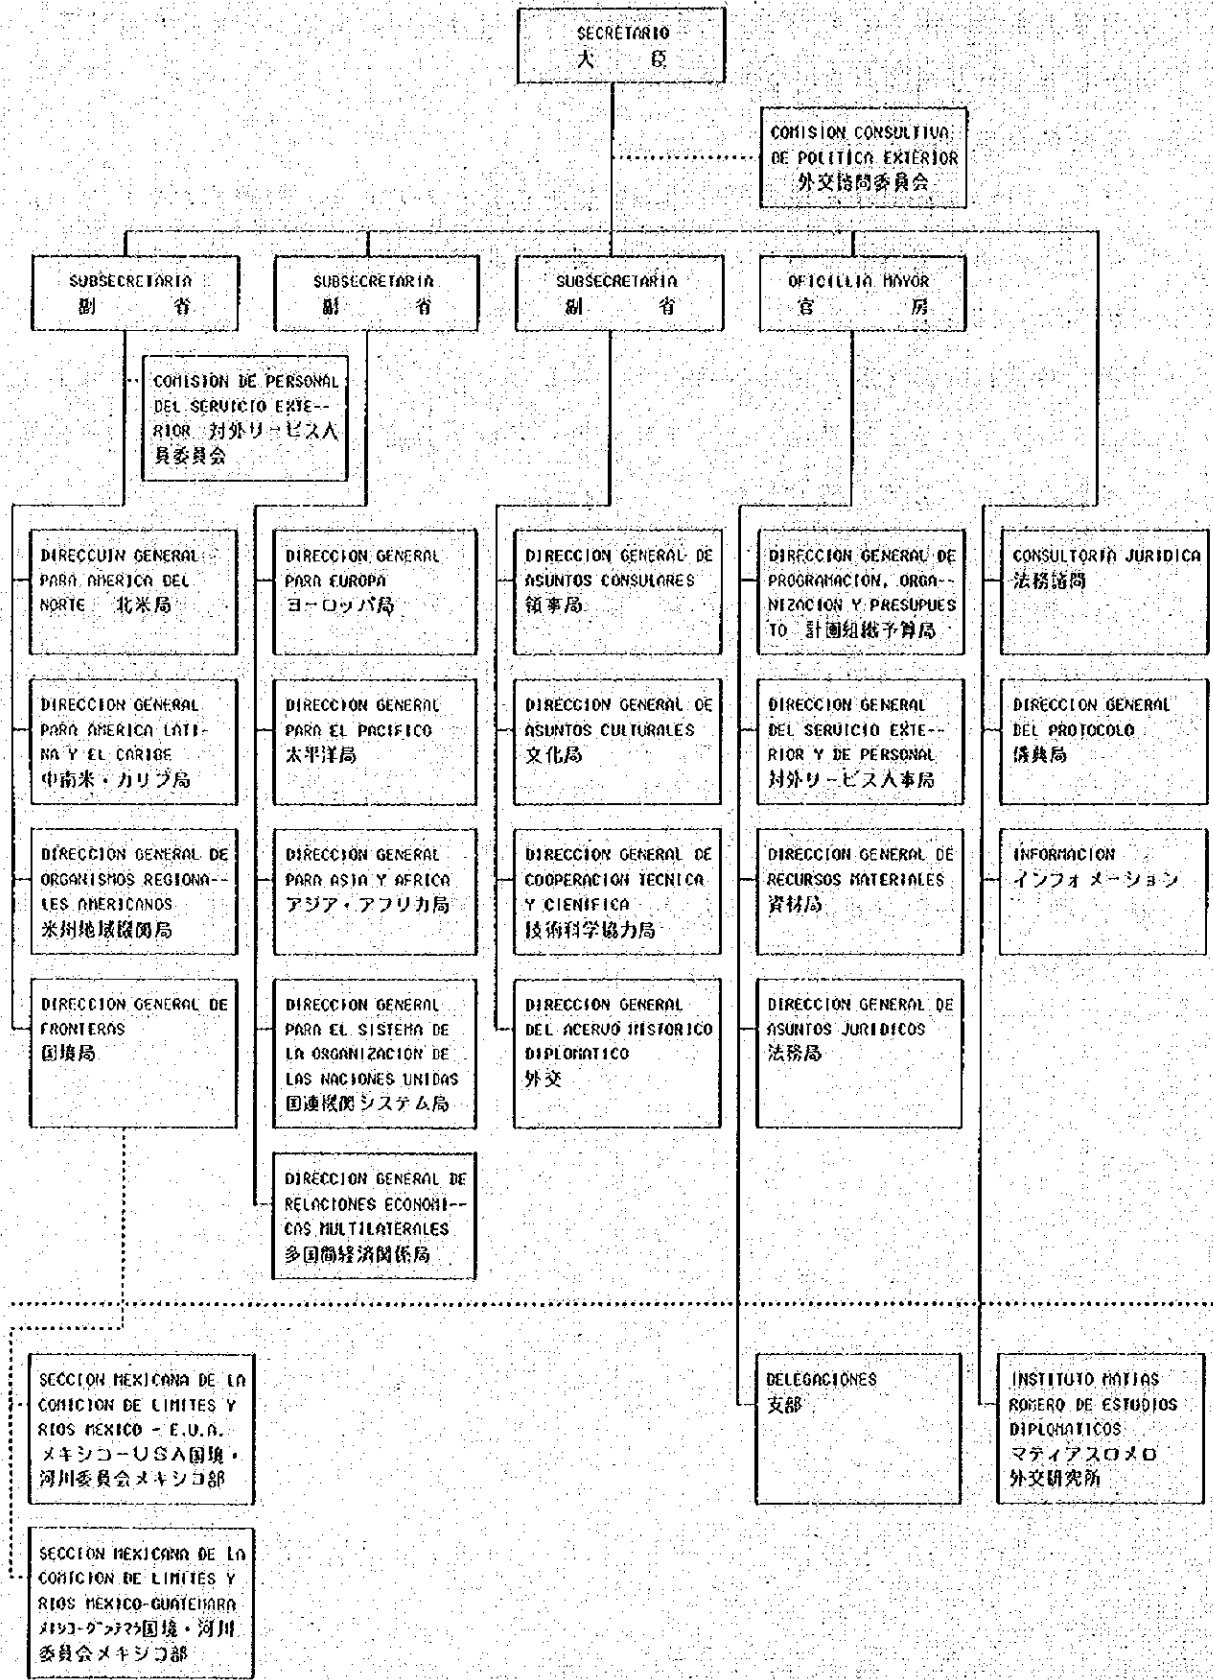 SECRETARIO
大 臣
COMISION CONSULTIVA
DE POLITICA EXTERIOR
外交諮問委員会
SUBSECRETARIA
副 省
SUBSECRETARIA
副 省
SUBSECRETARIA
副 省
OFICILLIA MAYOR
官 房
COMISION DE PERSONAL
DEL SERVICIO EXTE--
RIOR 対外サービス人
員委員会
DIRECCUIN GENERAL
PARA AMERICA DEL
NORTE 北米局
DIRECCION GENERAL
PARA AMERICA LATI-
NA Y EL CARIBE
中南米・カリブ局
DIRECCION GENERAL DE
ORGANISMOS REGIONA--
LES AMERICANOS
米州地域機関局
DIRECCION GENERAL DE
FRONTERAS
国境局
DIRECCION GENERAL
PARA EUROPA
ヨーロッパ局
DIRECCION GENERAL
PARA EL PACIFICO
太平洋局
DIRECCION GENERAL
PARA ASIA Y AFRICA
アジア・アフリカ局
DIRECCION GENERAL
PARA EL SISTEMA DE
LA ORGANIZACION DE
LAS NACIONES UNIDAS
国連機関システム局
DIRECCION GENERAL DE
RELACIONES ECONOMI--
CAS MULTILATERALES
多国間経済関係局
DIRECCION GENERAL DE
ASUNTOS CONSULARES
領事局
DIRECCION GENERAL DE
ASUNTOS CULTURALES
文化局
DIRECCION GENERAL DE
COOPERACION TECNICA
Y CIENIFICA
技術科学協力局
DIRECCION GENERAL
DEL ACERVO HISTORICO
DIPLOMATICO
外交
DIRECCION GENERAL DE
PROGRAMACION, ORGA--
NIZACION Y PRESUPUES
TO 計画組織予算局
DIRECCION GENERAL
DEL SERVICIO EXTE--
RIOR Y DE PERSONAL
対外サービス人事局
DIRECCION GENERAL DE
RECURSOS MATERIALES
資材局
DIRECCION GENERAL DE
ASUNTOS JURIDICOS
法務局
CONSULTORIA JURIDICA
法務諮問
DIRECCION GENERAL
DEL PROTOCOLO
儀典局
INFORMACION
インフォメーション
SECCION MEXICANA DE LA
COMICION DE LIMITES Y
RIOS MEXICO - E.U.A.
メキシコーUSA国境・
河川委員会メキシコ部
SECCION MEXICANA DE LA
COMICION DE LIMITES Y
RIOS MEXICO-GUATEMARA
ﾒｷｼｺ-ｸﾞｱﾃﾏﾗ国境・河川
委員会メキシコ部
DELEGACIONES
支部
INSTITUTO MATIAS
ROMERO DE ESTUDIOS
DIPLOMATICOS
マティアスロメロ
外交研究所